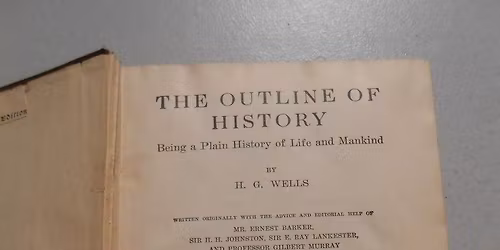 EDITION
THE OUTLINE OF
HISTORY
Being a Plain History of Life and Mankind
BY
H. G. WELLS
WRITTEN ORIGINALLY WITH THE ADVICE AND EDITORIAL HELP OF
MR. ERNEST BARKER,
SIR H. H. JOHNSTON, SIR E. RAY LANKESTER,
AND PROFESSOR GILBERT MURRAY